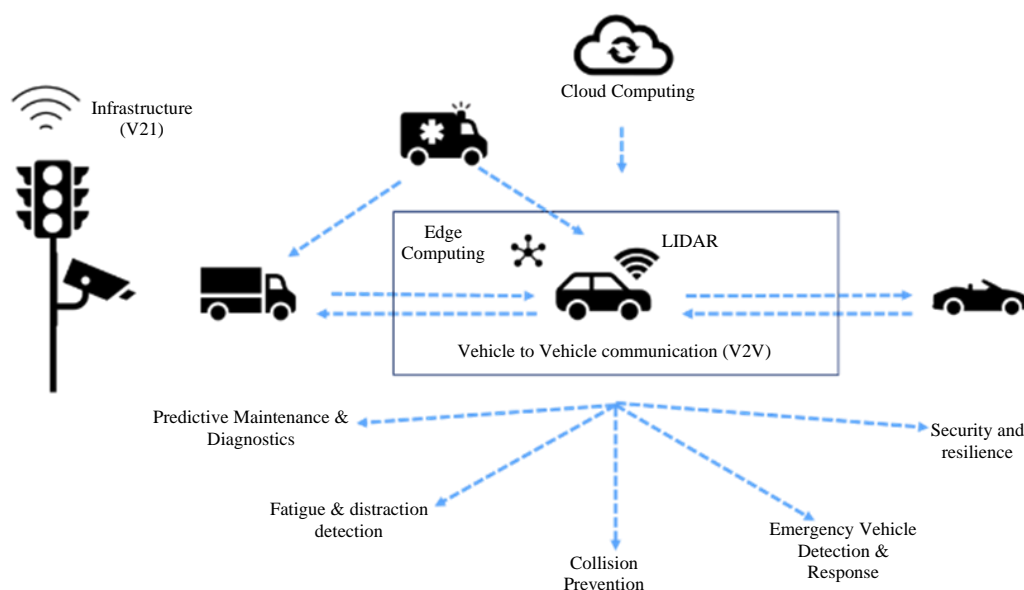 Cloud Computing
Infrastructure
(V21)
Edge
Computing
LIDAR
Vehicle to Vehicle communication (V2V)
Predictive Maintenance &
Diagnostics
Security and
resilience
Fatigue & distraction
detection
Emergency Vehicle
Detection &
Response
Collision
Prevention